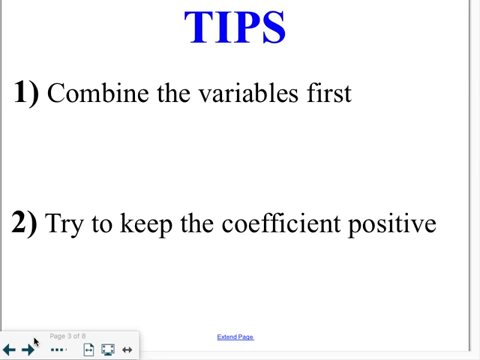 TIPS
1) Combine the variables first
2) Try to keep the coefficient positive
Page 3 of 8
Extend Page